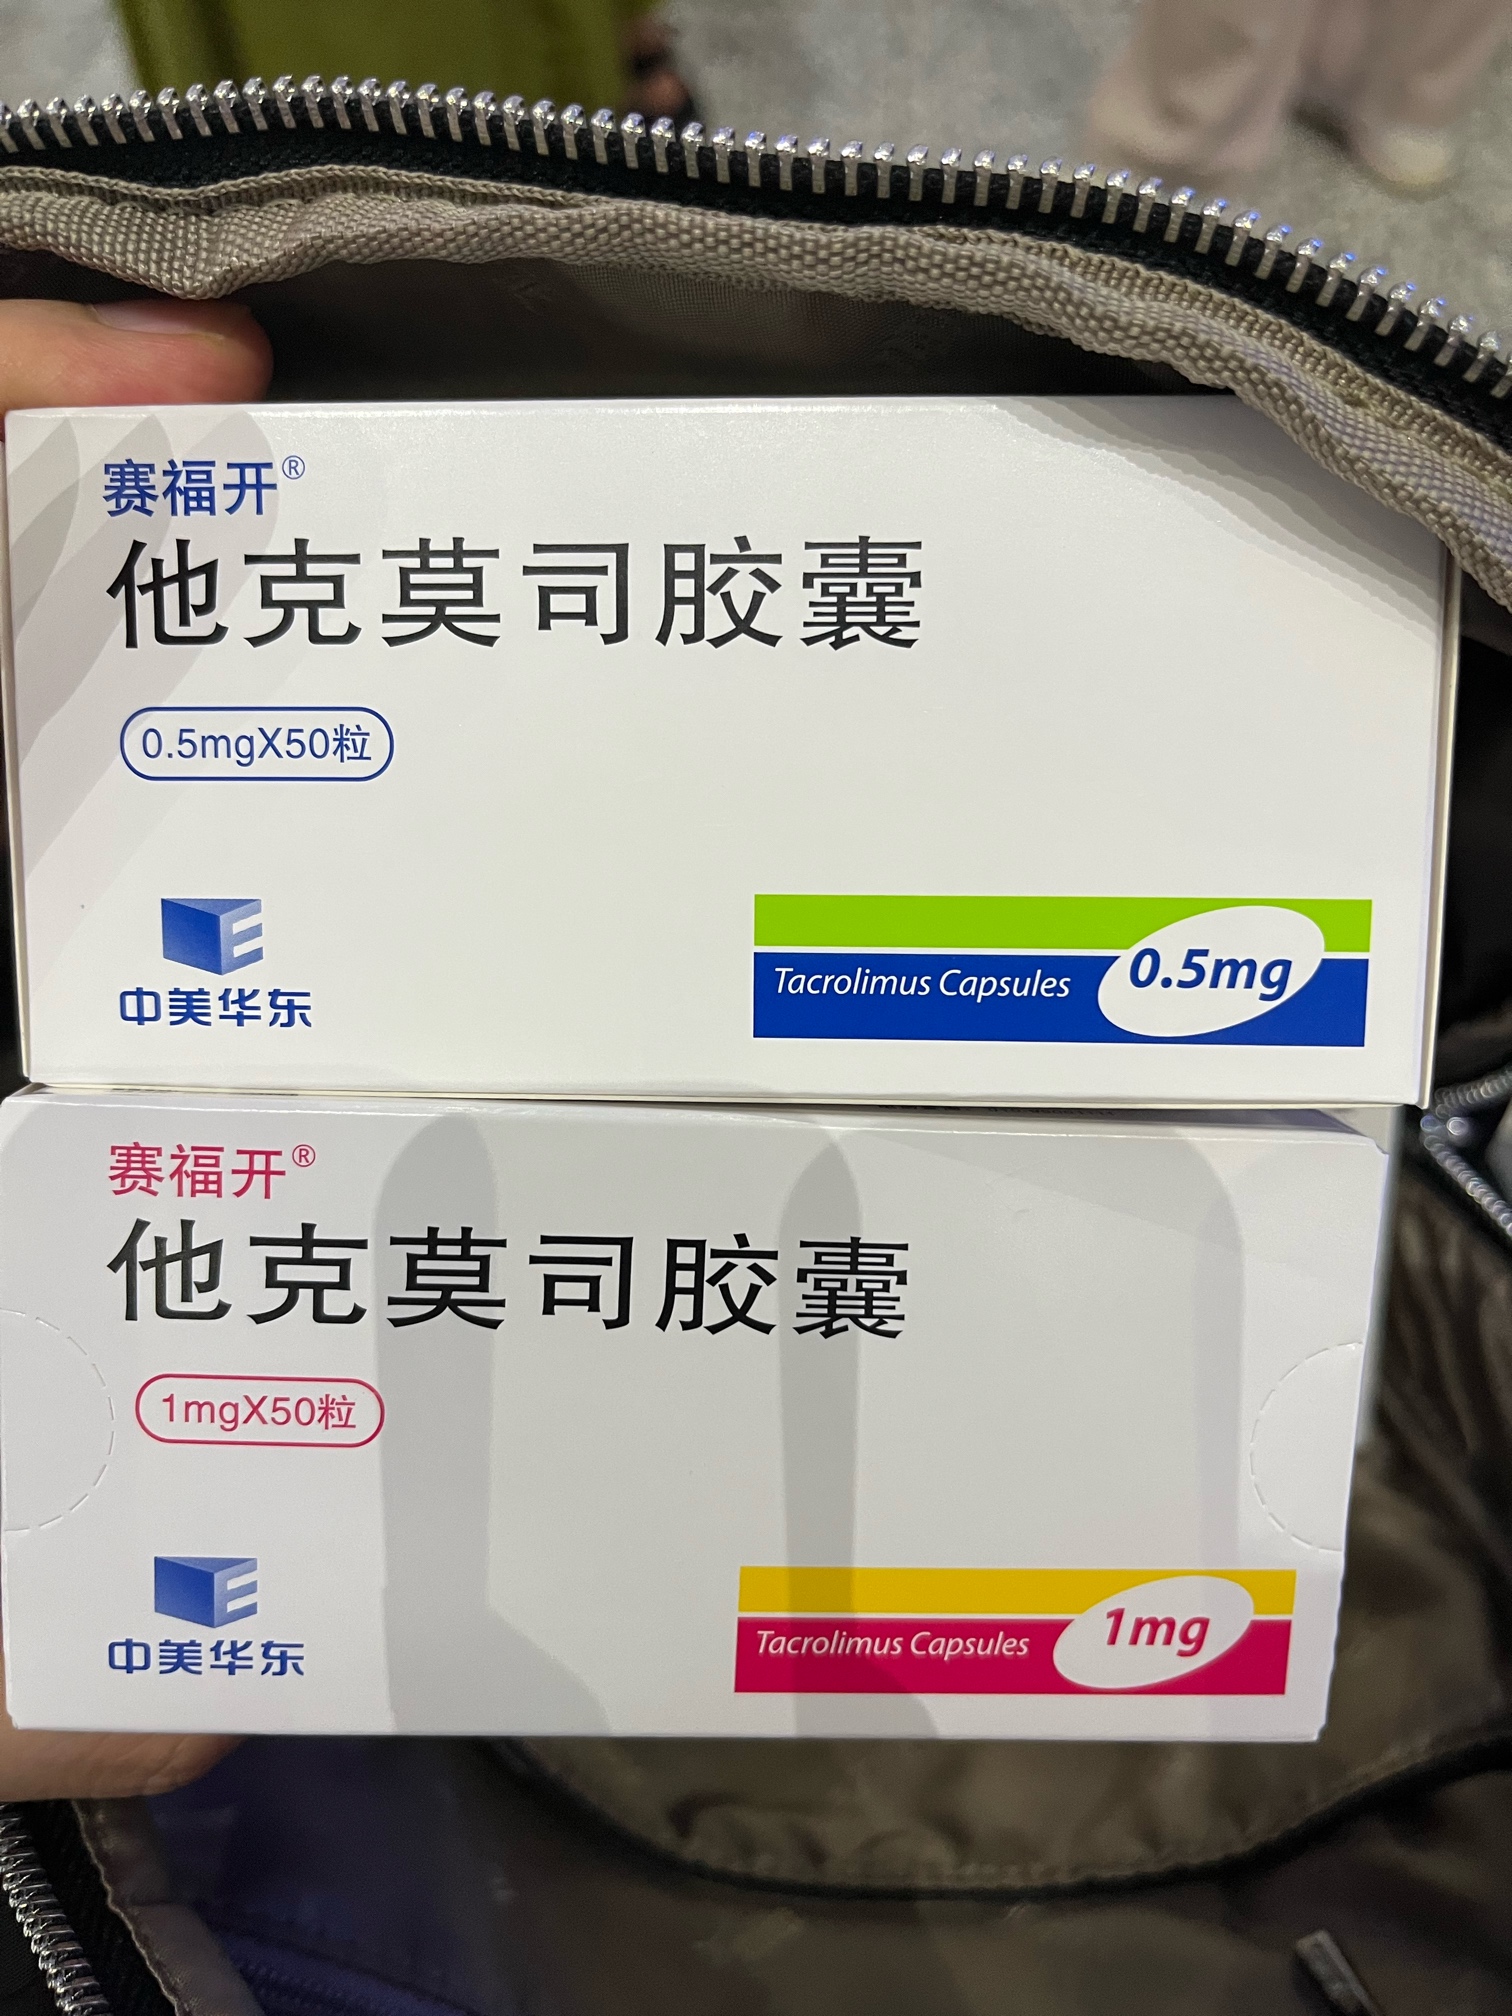 赛福开®
他克莫司胶囊
0.5mgX50粒
中美华东
Tacrolimus Capsules 0.5mg
赛福开®
他克莫司胶囊
1mgX50粒
中美华东
Tacrolimus Capsules 1mg